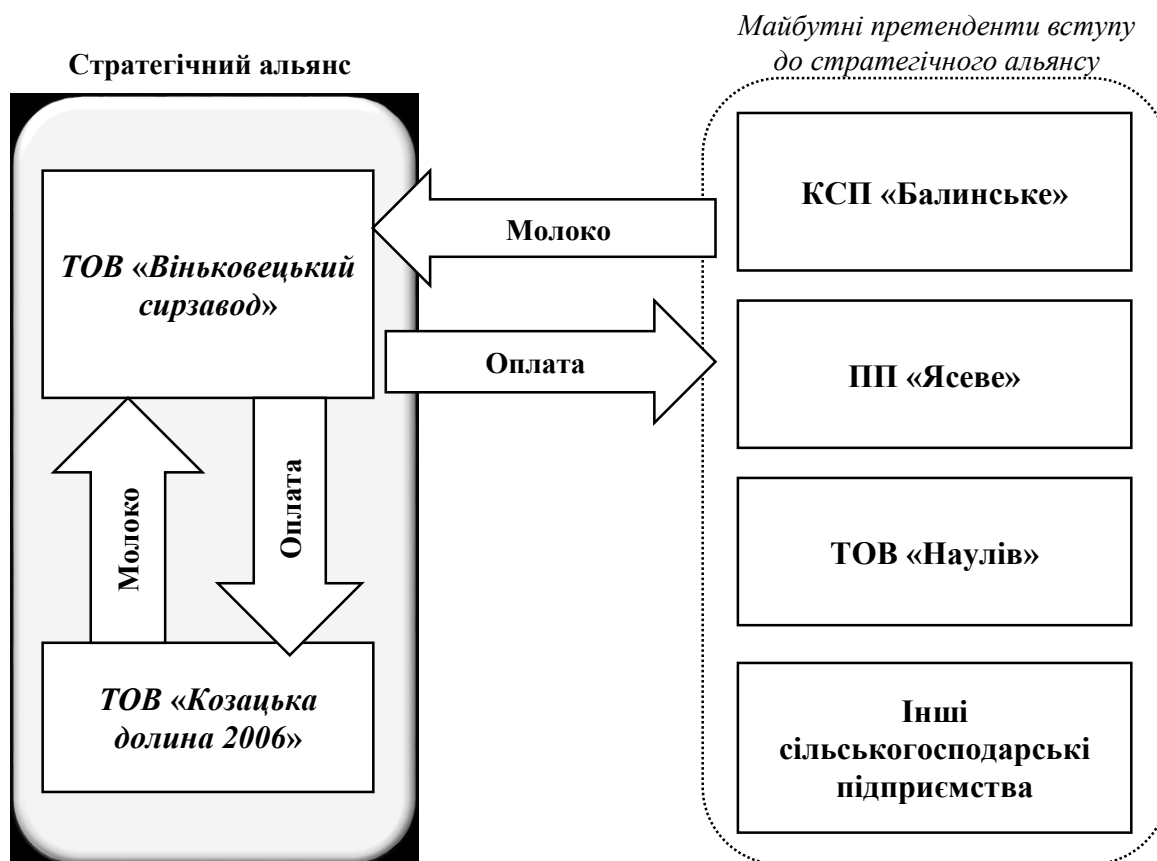 Стратегічний альянс
ТОВ «Віньковецький
сирзавод»
Молоко
Оплата
ТОВ «Козацька
долина 2006»
Молоко
Оплата
Майбутні претенденти вступу
до стратегічного альянсу
КСП «Балинське»
ПП «Ясеве»
ТОВ «Наулів»
Інші
сільськогосподарські
підприємства